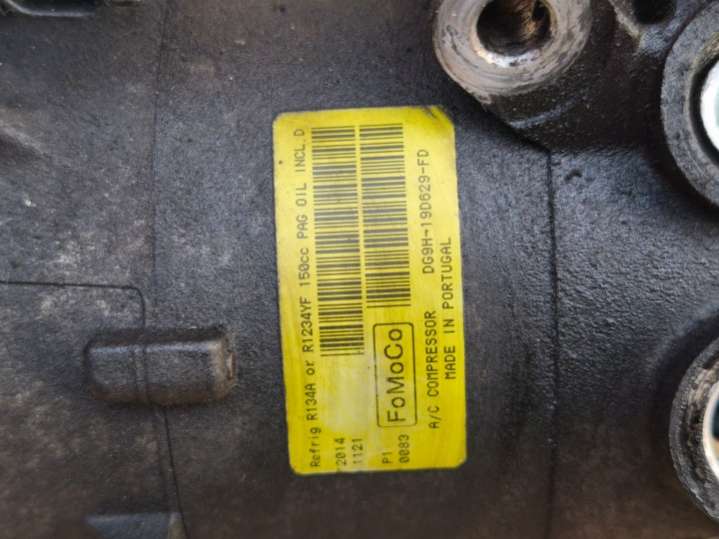 Refrig R134A or R1234YF 150cc PAG OIL INCL.D
2014
1121
P1
0083
FoMoCo
A/C COMPRESSOR DG9H-19D629-FD
MADE IN PORTUGAL